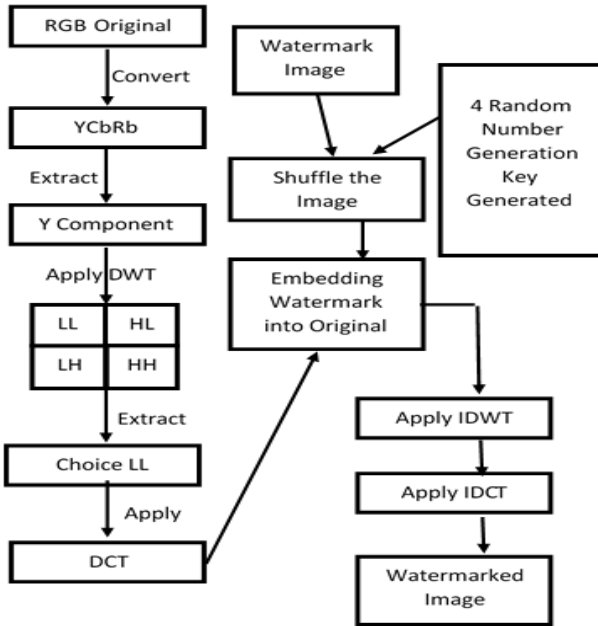 RGB Original
Convert
YCbRb
Extract
Y Component
Apply DWT
LL HL
LH HH
Extract
Choice LL
Apply
DCT
Watermark
Image
4 Random
Number
Generation
Key
Generated
Shuffle the
Image
Embedding
Watermark
into Original
Apply IDWT
Apply IDCT
Watermarked
Image